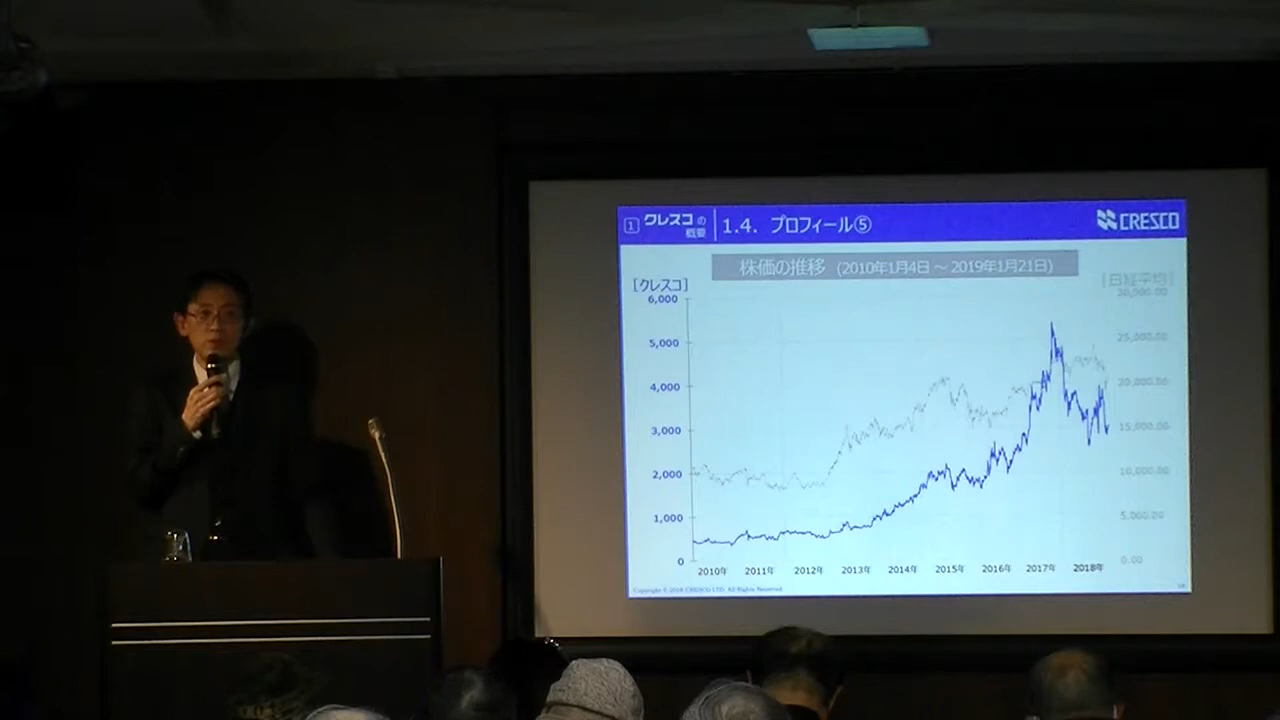 1 クレスコの
概要
1.4. プロフィール⑤
CRESCO
株価の推移 (2010年1月4日 ～ 2019年1月21日)
[クレスコ]
[日経平均]
6,000
5,000
4,000
3,000
2,000
1,000
0
30,000.00
25,000.00
20,000.00
15,000.00
10,000.00
5,000.00
0.00
2010年 2011年 2012年 2013年 2014年 2015年 2016年 2017年 2018年
CRESCO LTD. All Rights Reserved